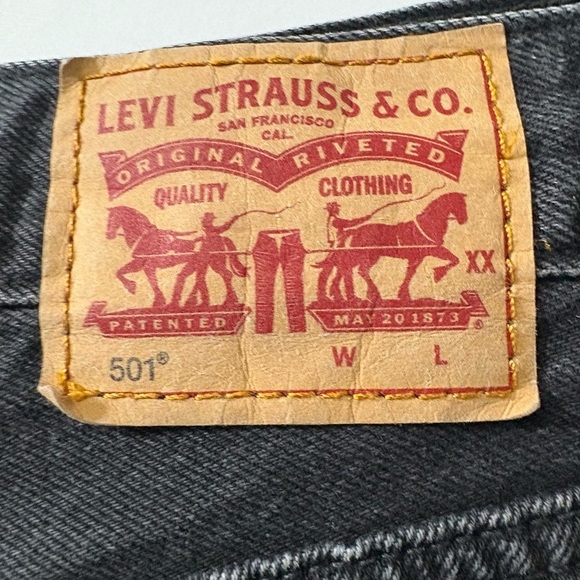 LEVI STRAUSS & CO.
SAN FRANCISCO
CAL.
ORIGINAL RIVETED
QUALITY CLOTHING
XX
PATENTED MAY 20 1873 ®
501® W L